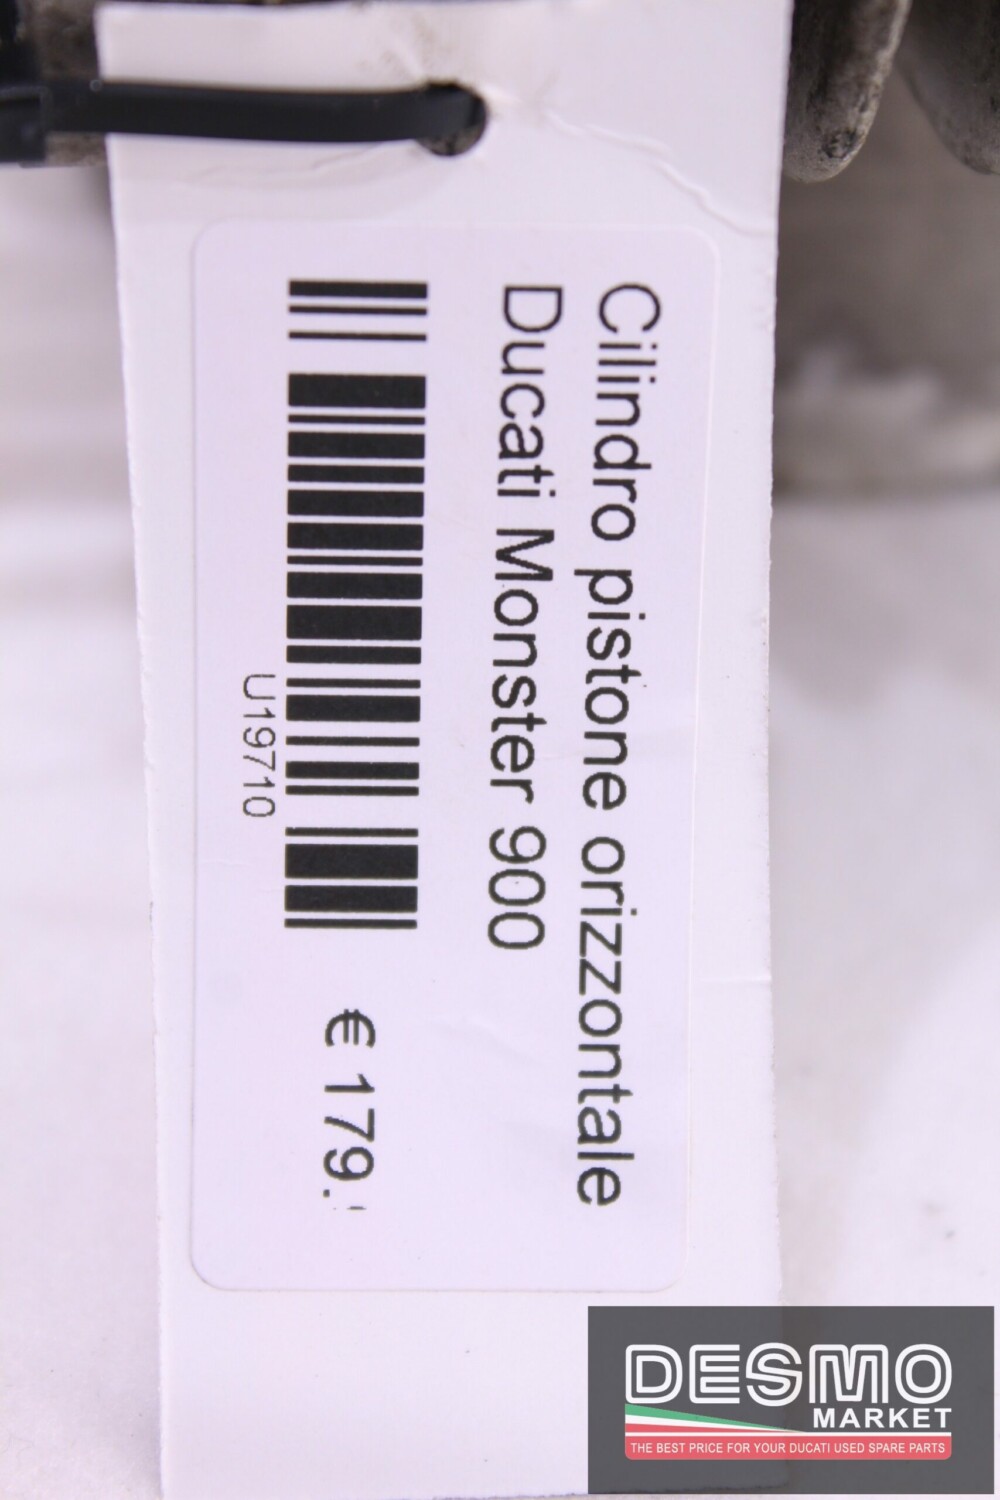 Cilindro pistone orizzontale
Ducati Monster 900
€ 179.
U19710
DESMO
MARKET
THE BEST PRICE FOR YOUR DUCATI USED SPARE PARTS